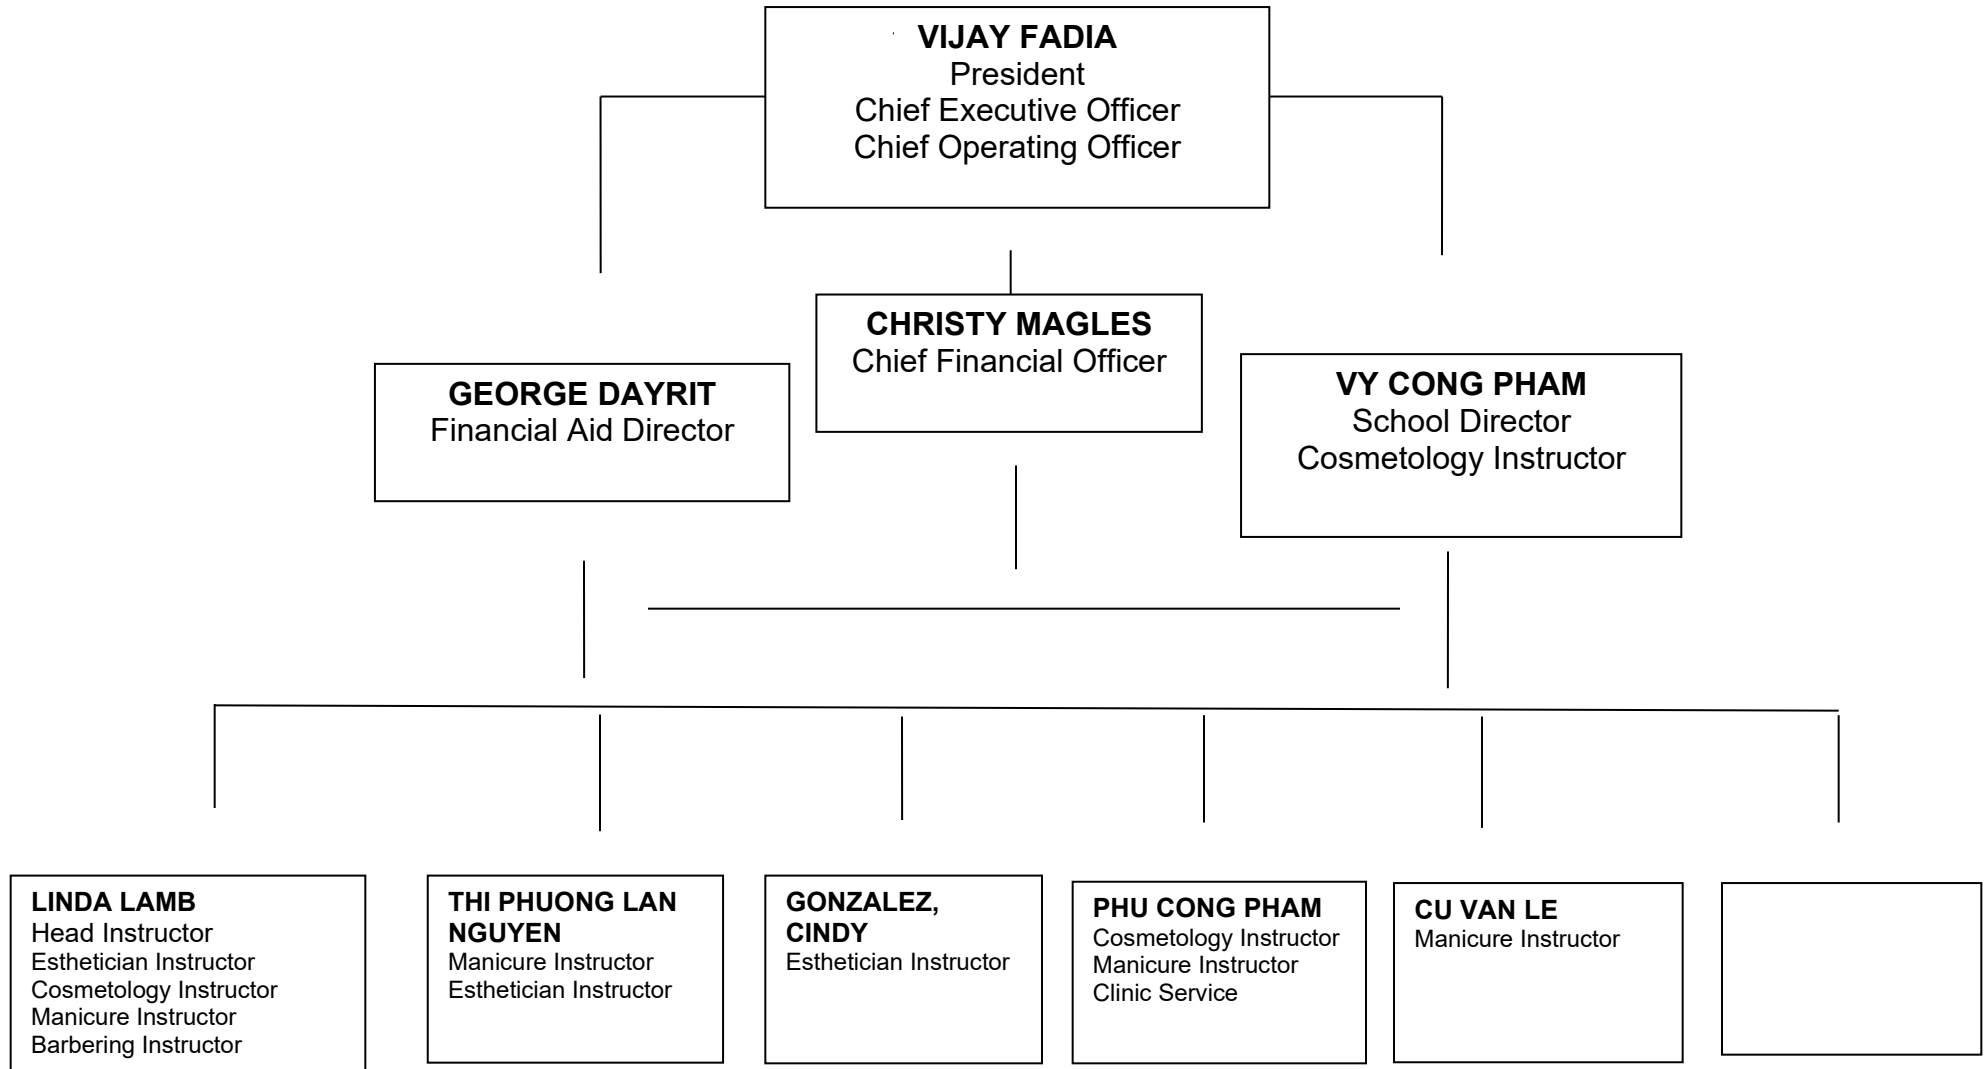 VIJAY FADIA
President
Chief Executive Officer
Chief Operating Officer
CHRISTY MAGLES
Chief Financial Officer
GEORGE DAYRIT
Financial Aid Director
VY CONG PHAM
School Director
Cosmetology Instructor
LINDA LAMB
Head Instructor
Esthetician Instructor
Cosmetology Instructor
Manicure Instructor
Barbering Instructor
THI PHUONG LAN
NGUYEN
Manicure Instructor
Esthetician Instructor
GONZALEZ,
CINDY
Esthetician Instructor
PHU CONG PHAM
Cosmetology Instructor
Manicure Instructor
Clinic Service
CU VAN LE
Manicure Instructor